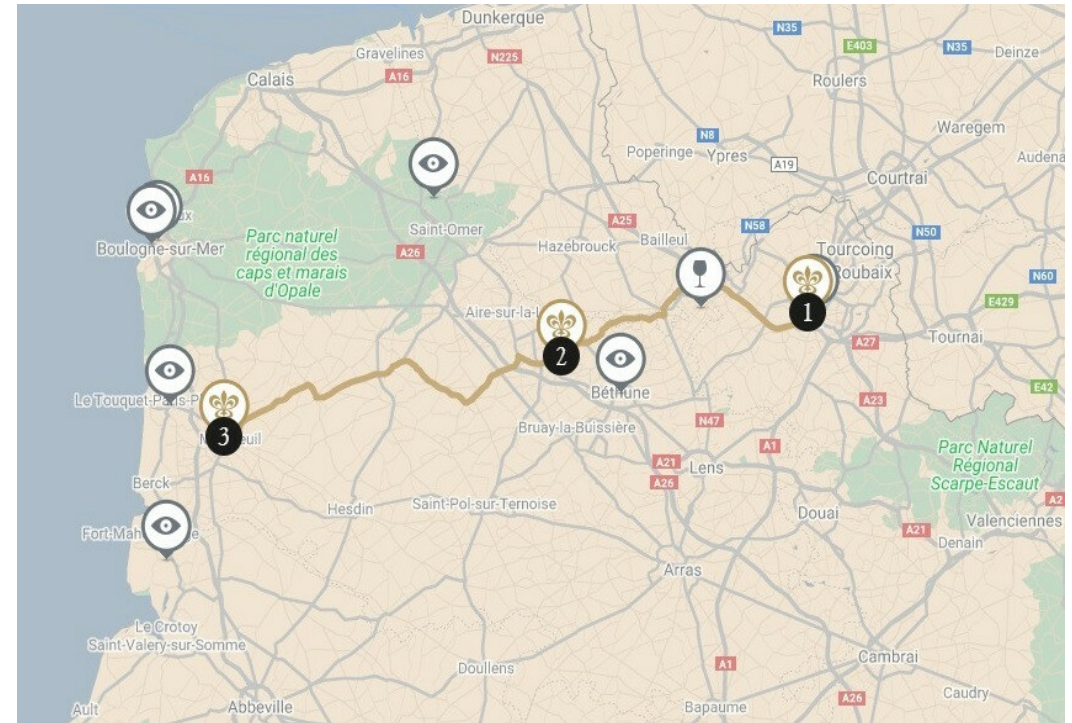 Dunkerque
N35
Gravelines
N225
E403
N35
Deinze
Calais
A16
Roulers
N8
Waregem
Poperinge
Ypres
A19
A16
Courtrai
Saint-Omer
A25
N58
N50
Boulogne-sur-Mer
Parc naturel
régional des
caps et marais
d'Opale
A26
Hazebrouck
Bailleul
Tourcoing
Roubaix
N60
E429
Aire-sur-la
1
Tournai
A27
2
Béthune
E42
Le Touquet-Paris-P
A23
3
Bruay-la-Buissière
N47
A1
Parc Naturel
Régional
Scarpe-Escaut
A21
Lens
A26
Berck
Hesdin
Saint-Pol-sur-Ternoise
Douai
A2
Valenciennes
A21
Denain
Arras
Le Crotoy
Saint-Valery-sur-Somme
Doullens
A1
Cambrai
Ault
Abbeville
Bapaume
A26
Caudry